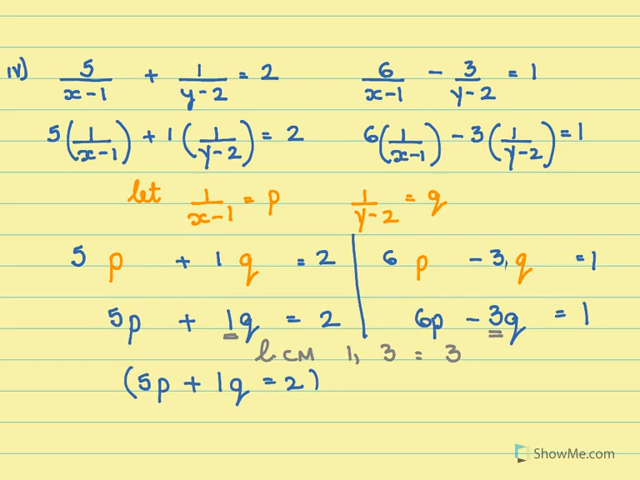 iv) 5/(x-1) + 1/(y-2) = 2    6/(x-1) - 3/(y-2) = 1
5(1/(x-1)) + 1(1/(y-2)) = 2    6(1/(x-1)) - 3(1/(y-2)) = 1
let 1/(x-1) = p    1/(y-2) = q
5 p + 1 q = 2 | 6 p - 3 q = 1
5p + 1q = 2 | 6p - 3q = 1
LCM 1, 3 = 3
(5p + 1q = 2)
ShowMe.com